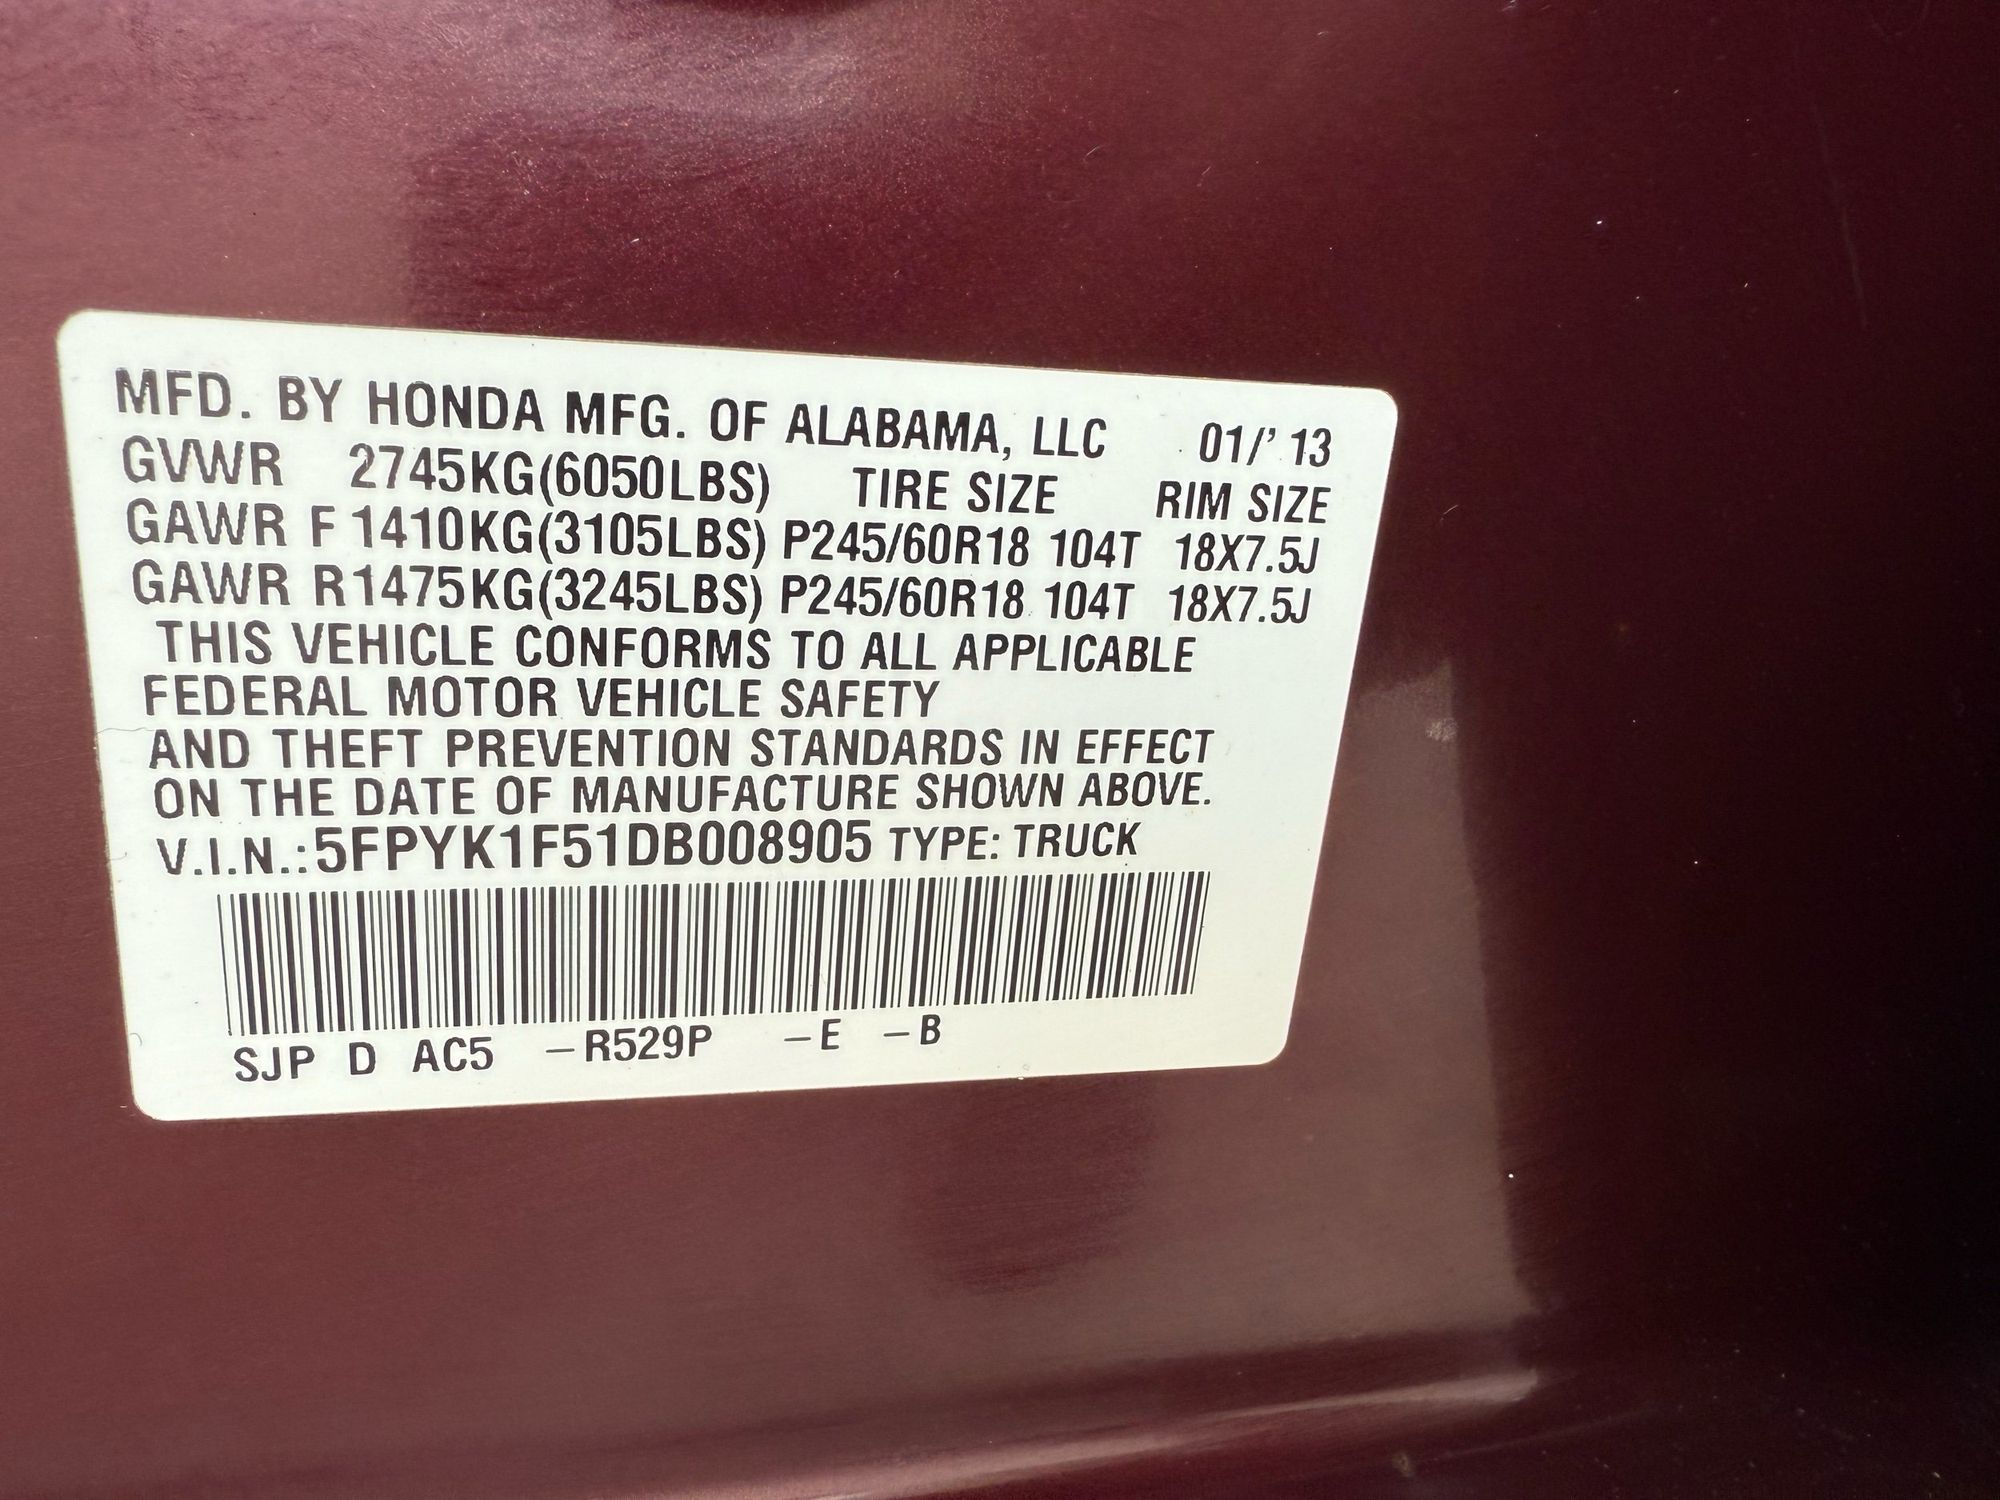 MFD. BY HONDA MFG. OF ALABAMA, LLC 01/' 13
GVWR 2745KG(6050LBS) TIRE SIZE RIM SIZE
GAWR F 1410KG(3105LBS) P245/60R18 104T 18X7.5J
GAWR R1475KG(3245LBS) P245/60R18 104T 18X7.5J
THIS VEHICLE CONFORMS TO ALL APPLICABLE
FEDERAL MOTOR VEHICLE SAFETY
AND THEFT PREVENTION STANDARDS IN EFFECT
ON THE DATE OF MANUFACTURE SHOWN ABOVE.
V.I.N.:5FPYK1F51DB008905 TYPE: TRUCK
SJP D AC5 –R529P –E –B